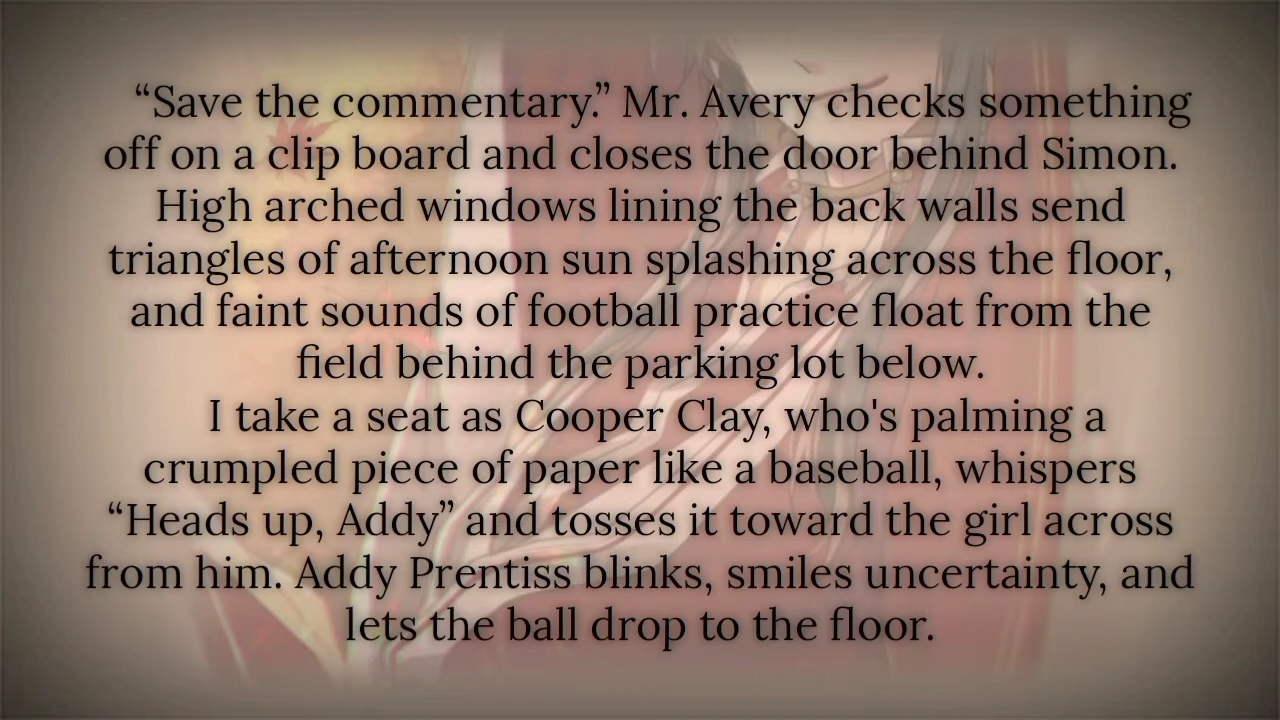 “Save the commentary.” Mr. Avery checks something
off on a clip board and closes the door behind Simon.
High arched windows lining the back walls send
triangles of afternoon sun splashing across the floor,
and faint sounds of football practice float from the
field behind the parking lot below.
I take a seat as Cooper Clay, who's palming a
crumpled piece of paper like a baseball, whispers
“Heads up, Addy” and tosses it toward the girl across
from him. Addy Prentiss blinks, smiles uncertainty, and
lets the ball drop to the floor.